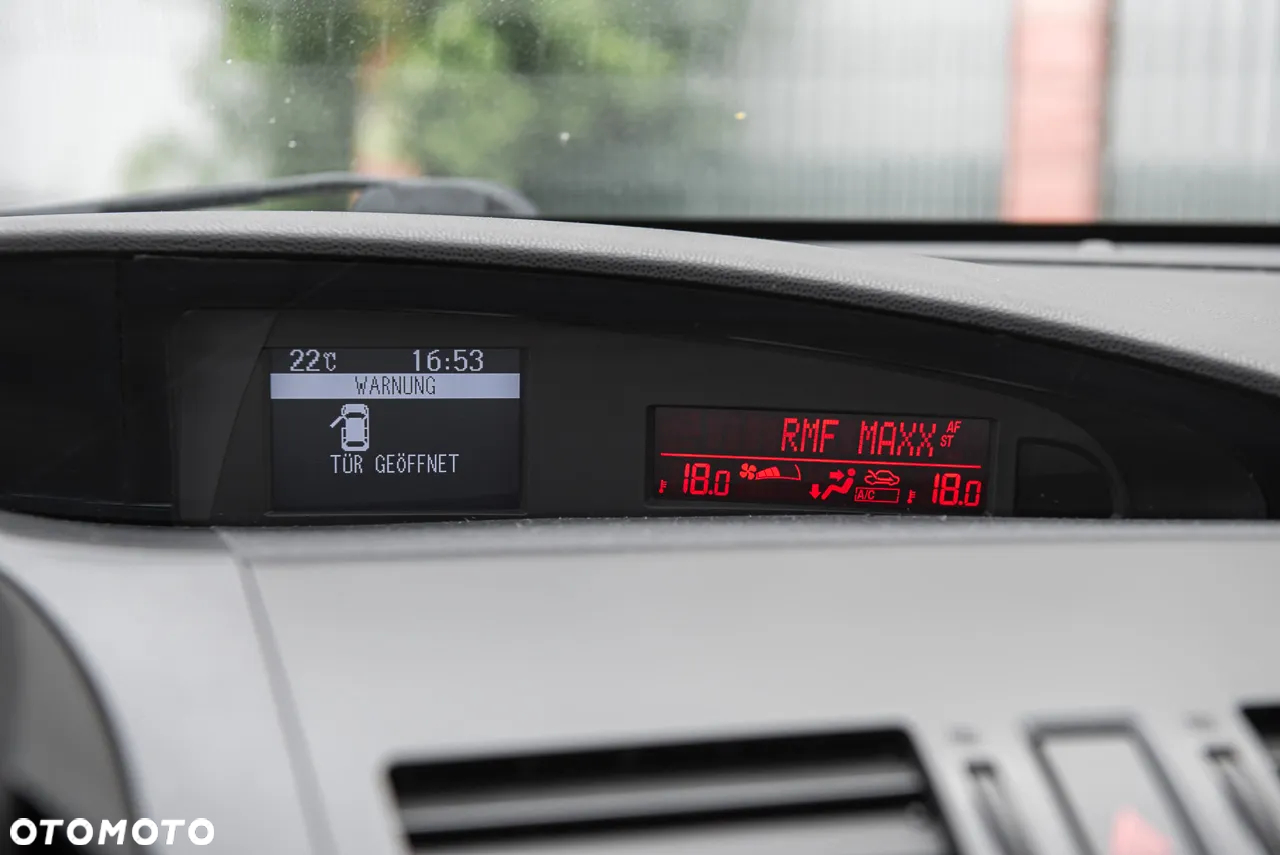 22°C 16:53
WARNUNG
TÜR GEÖFFNET
RMF MAXX AF
ST
18.0 A/C 18.0
OTOMOTO